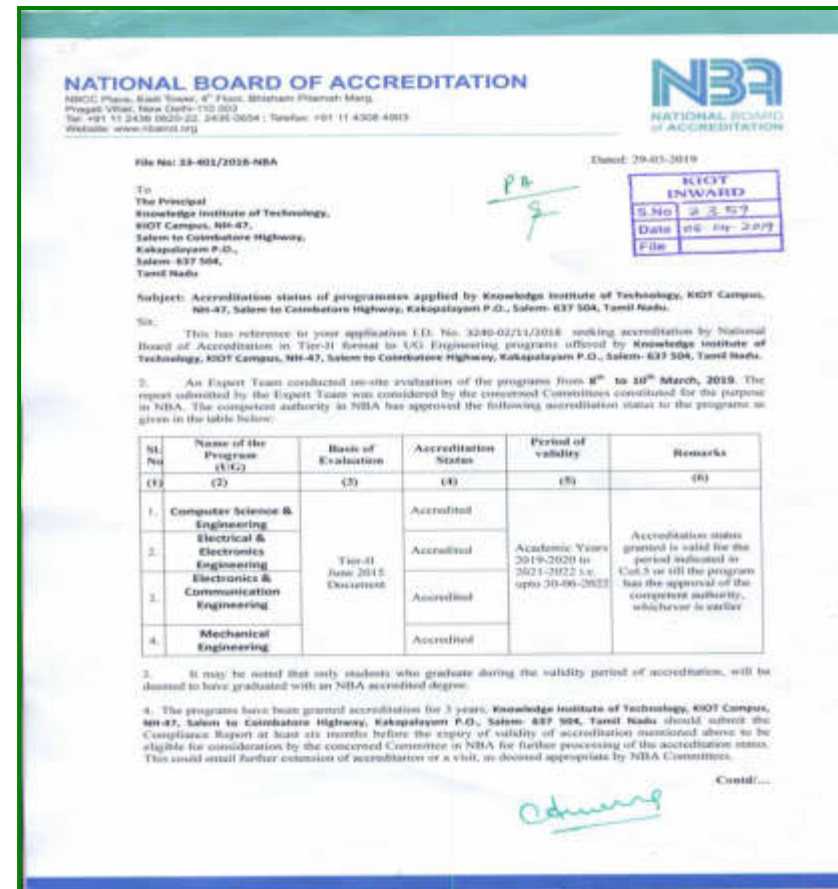 NATIONAL BOARD OF ACCREDITATION
NBCC Place, East Tower, 4th Floor, Bhisham Pitamah Marg,
Pragati Vihar, New Delhi-110 003
Tel: +91 11 2436 0620-22, 2436 0654 ; Telefax: +91 11 4308 4903
Website: www.nbaind.org
NBA
NATIONAL BOARD
of ACCREDITATION
File No: 33-401/2018-NBA
Dated: 29-03-2019
To
The Principal
Knowledge Institute of Technology,
KIOT Campus, NH-47,
Salem to Coimbatore Highway,
Kakapalayam P.O.,
Salem- 637 504,
Tamil Nadu
KIOT
INWARD
S.No 2359
Date 05-04-2019
File
Subject: Accreditation status of programmes applied by Knowledge Institute of Technology, KIOT Campus,
NH-47, Salem to Coimbatore Highway, Kakapalayam P.O., Salem- 637 504, Tamil Nadu.
Sir,
This has reference to your application I.D. No. 3240-02/11/2018 seeking accreditation by National
Board of Accreditation in Tier-II format to UG Engineering programs offered by Knowledge Institute of
Technology, KIOT Campus, NH-47, Salem to Coimbatore Highway, Kakapalayam P.O., Salem- 637 504, Tamil Nadu.
2. An Expert Team conducted on-site evaluation of the programs from 8th to 10th March, 2019. The
report submitted by the Expert Team was considered by the concerned Committees constituted for the purpose
in NBA. The competent authority in NBA has approved the following accreditation status to the programs as
given in the table below:
Sl. No
Name of the Program (UG)
Basis of Evaluation
Accreditation Status
Period of validity
Remarks
(1) (2) (3) (4) (5) (6)
1. Computer Science & Engineering
Accredited
2. Electrical & Electronics Engineering
Accredited
3. Electronics & Communication Engineering
Accredited
4. Mechanical Engineering
Accredited
Tier-II
June 2015
Document
Academic Years
2019-2020 to
2021-2022 i.e.
upto 30-06-2022
Accreditation status
granted is valid for the
period indicated in
Col.5 or till the program
has the approval of the
competent authority,
whichever is earlier
3. It may be noted that only students who graduate during the validity period of accreditation, will be
deemed to have graduated with an NBA accredited degree.
4. The programs have been granted accreditation for 3 years, Knowledge Institute of Technology, KIOT Campus,
NH-47, Salem to Coimbatore Highway, Kakapalayam P.O., Salem- 637 504, Tamil Nadu should submit the
Compliance Report at least six months before the expiry of validity of accreditation mentioned above to be
eligible for consideration by the concerned Committee in NBA for further processing of the accreditation status.
This could entail further extension of accreditation or a visit, as deemed appropriate by NBA Committees.
Contd/....